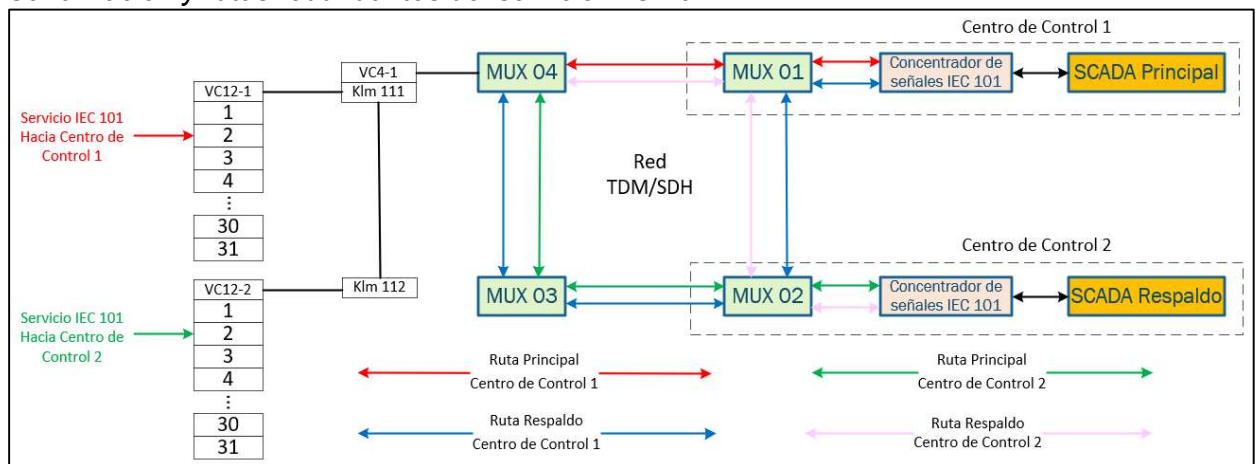 Centro de Control 1
VC4-1
Klm 111
MUX 04
MUX 01
Concentrador de
señales IEC 101
SCADA Principal
VC12-1
1
2
3
4
30
31
Servicio IEC 101
Hacia Centro de
Control 1
Red
TDM/SDH
Centro de Control 2
VC12-2
1
2
3
4
30
31
Klm 112
MUX 03
MUX 02
Concentrador de
señales IEC 101
SCADA Respaldo
Servicio IEC 101
Hacia Centro de
Control 2
Ruta Principal
Centro de Control 1
Ruta Principal
Centro de Control 2
Ruta Respaldo
Centro de Control 1
Ruta Respaldo
Centro de Control 2